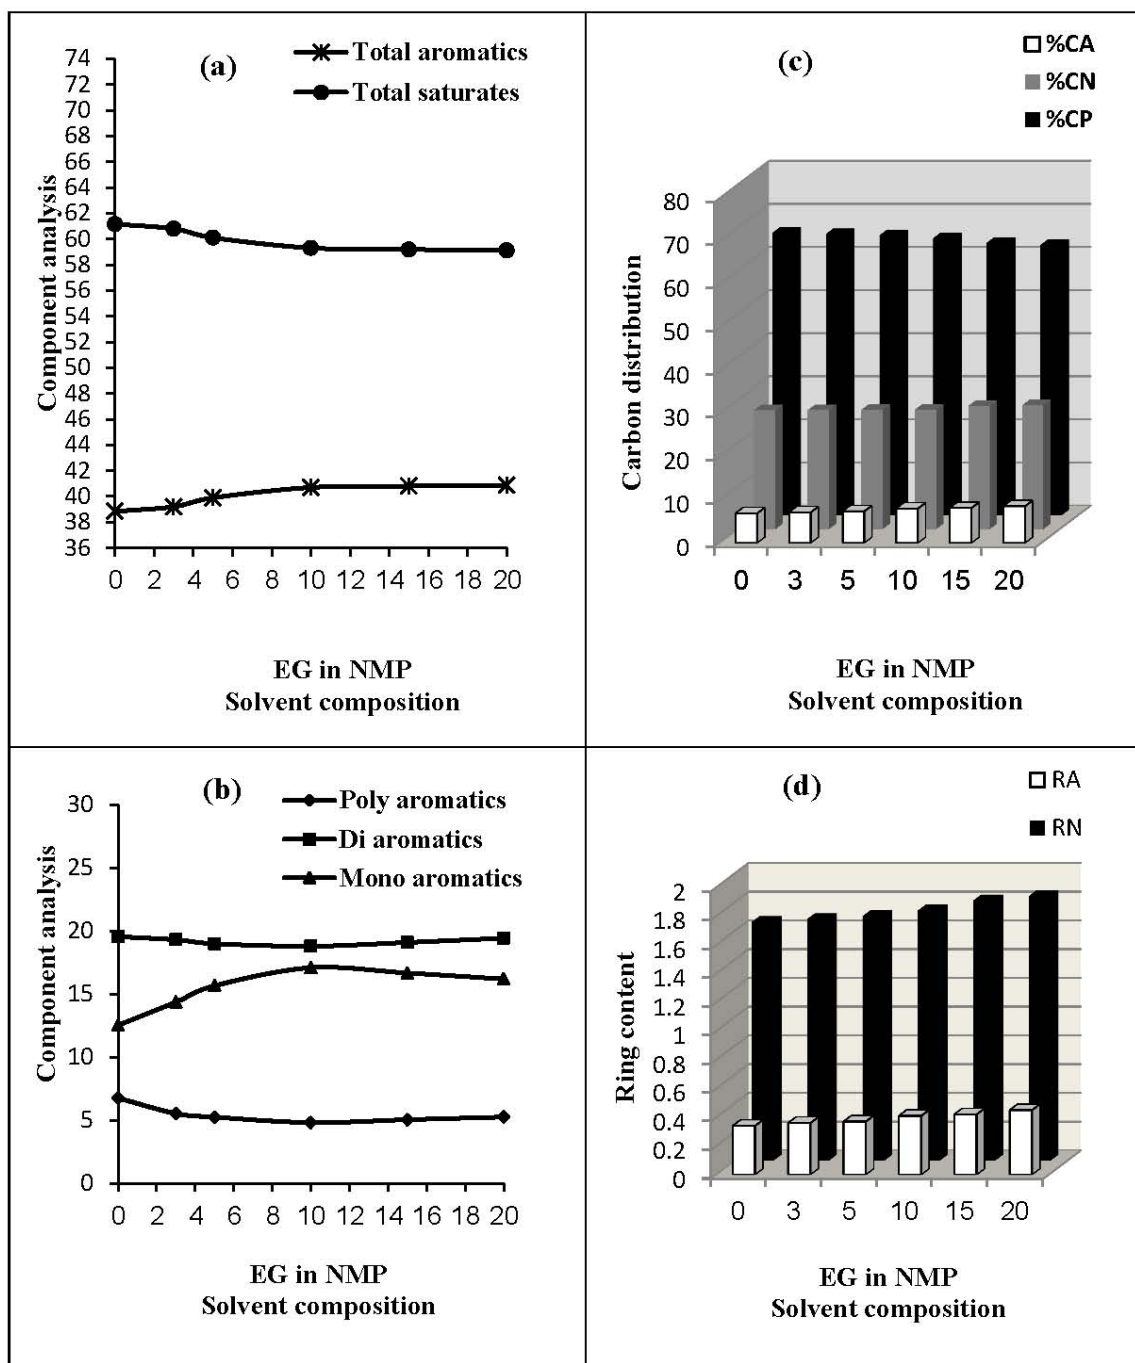 (a)
Total aromatics
Total saturates
Component analysis
74
72
70
68
66
64
62
60
58
56
54
52
50
48
46
44
42
40
38
36
0 2 4 6 8 10 12 14 16 18 20
EG in NMP
Solvent composition
(c)
%CA
%CN
%CP
Carbon distribution
80
70
60
50
40
30
20
10
0
0 3 5 10 15 20
EG in NMP
Solvent composition
(b)
Poly aromatics
Di aromatics
Mono aromatics
Component analysis
30
25
20
15
10
5
0
0 2 4 6 8 10 12 14 16 18 20
EG in NMP
Solvent composition
(d)
RA
RN
Ring content
2
1.8
1.6
1.4
1.2
1
0.8
0.6
0.4
0.2
0
0 3 5 10 15 20
EG in NMP
Solvent composition